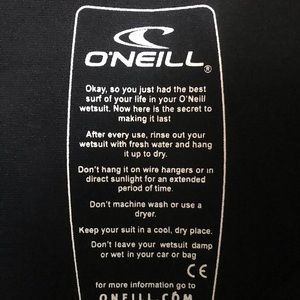 O'NEILL®
Okay, so you just had the best
surf of your life in your O'Neill
wetsuit. Now here is the secret to
making it last
After every use, rinse out your
wetsuit with fresh water and hang
it up to dry.
Don't hang it on wire hangers or in
direct sunlight for an extended
period of time.
Don't machine wash or use a
dryer.
Keep your suit in a cool, dry place.
Don't leave your wetsuit damp
or wet in your car or bag
CE
for more information go to
ONEILL.COM